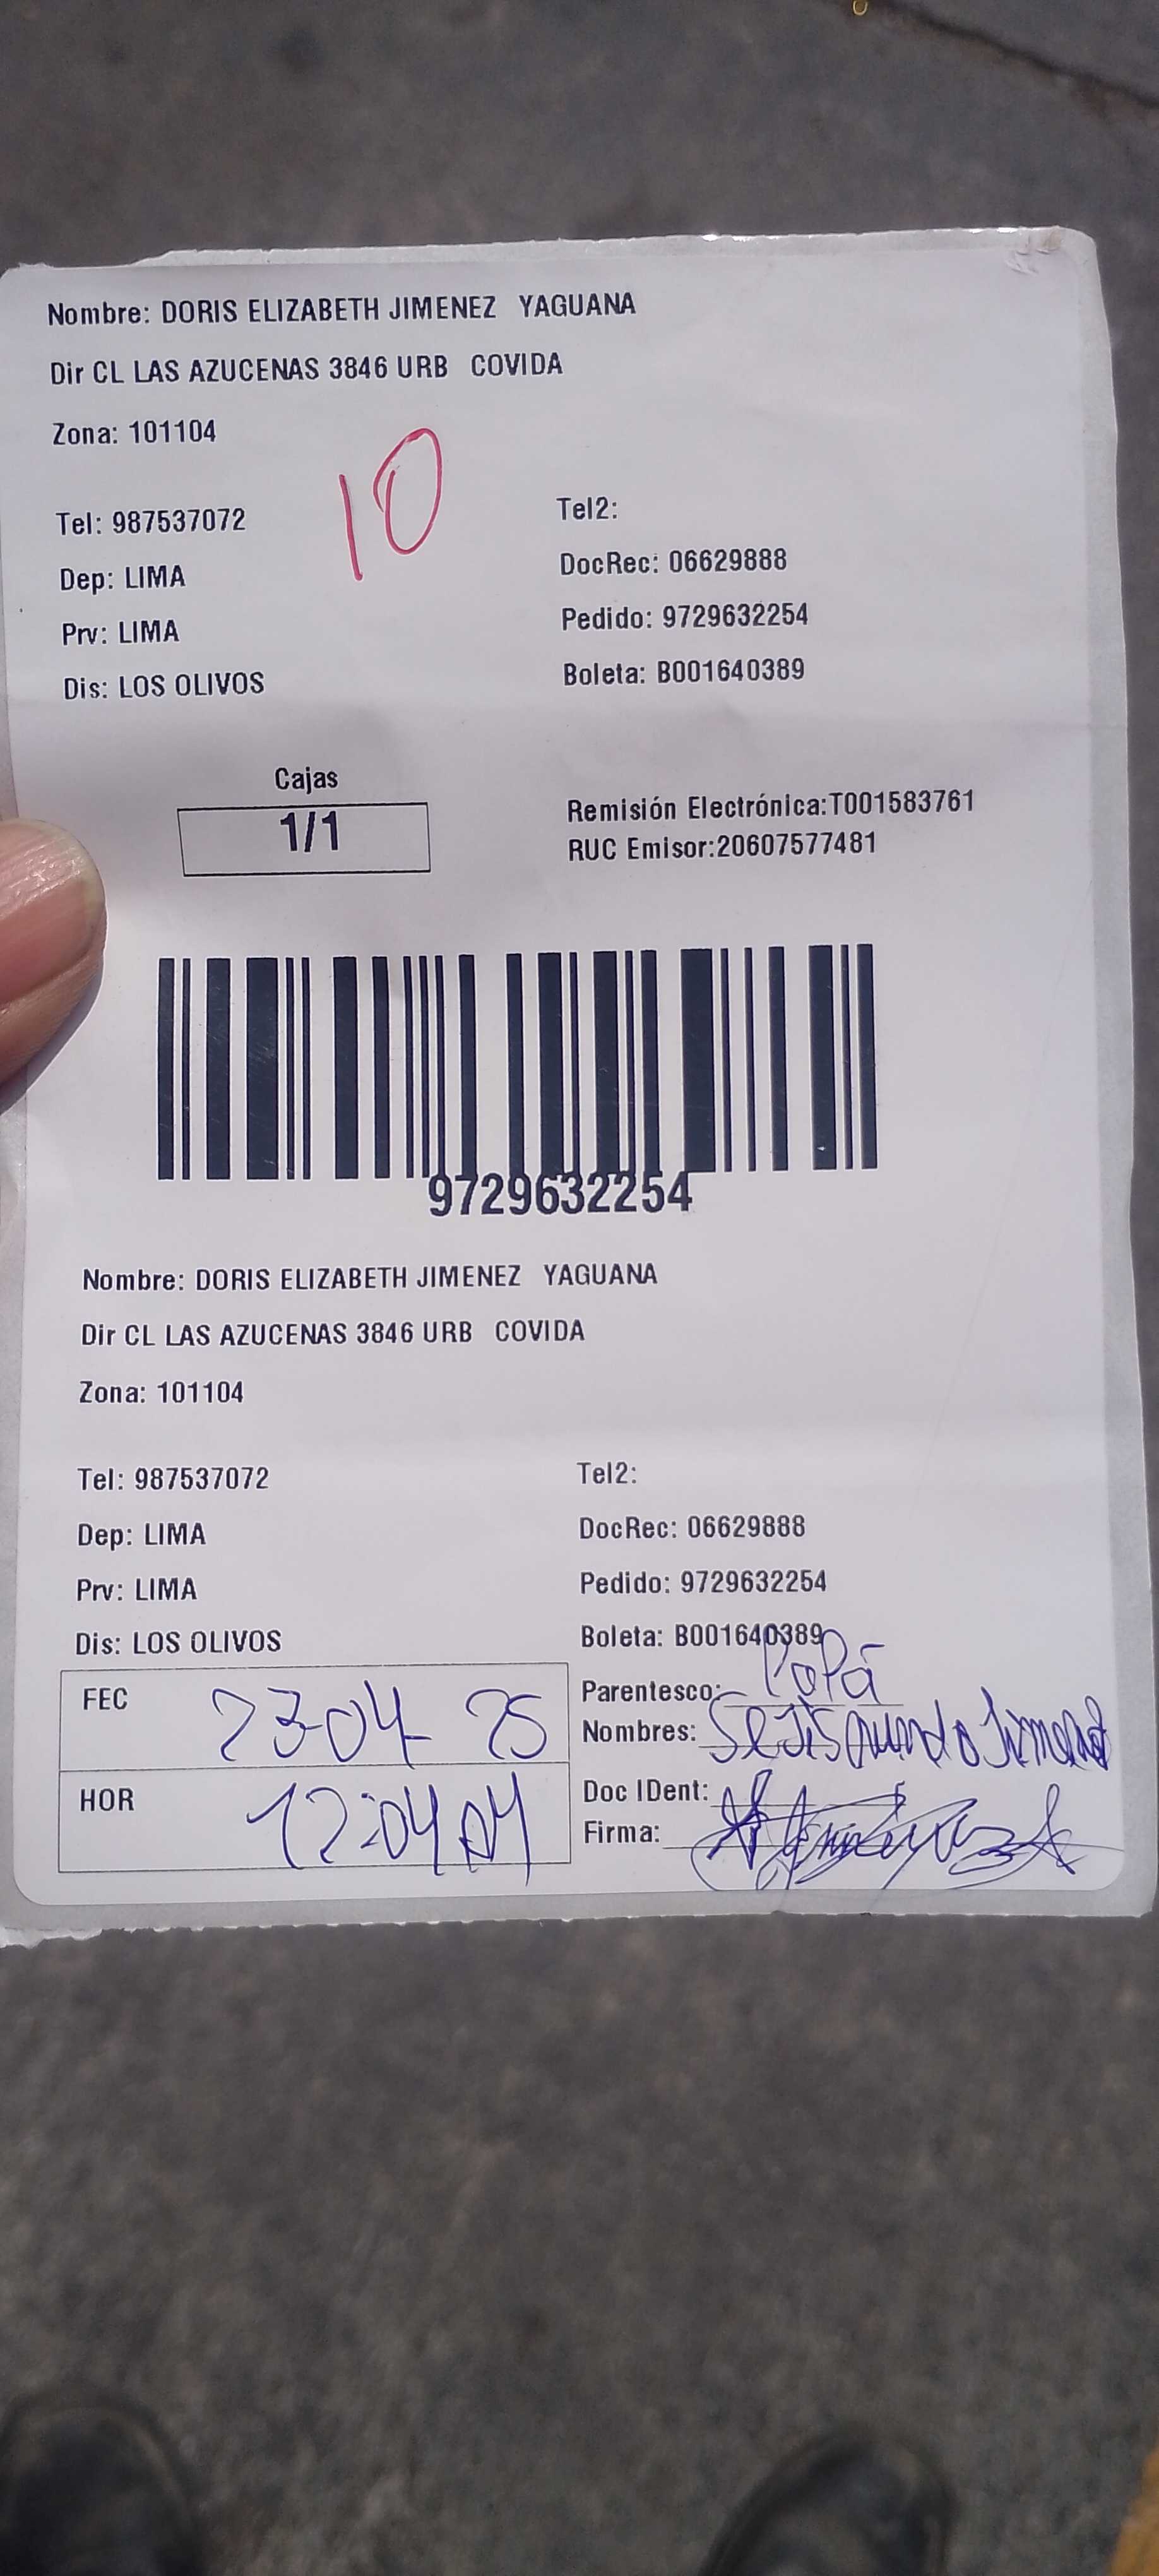 Nombre: DORIS ELIZABETH JIMENEZ YAGUANA
Dir CL LAS AZUCENAS 3846 URB COVIDA
Zona: 101104
10
Tel: 987537072 Tel2:
Dep: LIMA DocRec: 06629888
Prv: LIMA Pedido: 9729632254
Dis: LOS OLIVOS Boleta: B001640389
Cajas
1/1
Remisión Electrónica:T001583761
RUC Emisor:20607577481
9729632254
Nombre: DORIS ELIZABETH JIMENEZ YAGUANA
Dir CL LAS AZUCENAS 3846 URB COVIDA
Zona: 101104
Tel: 987537072 Tel2:
Dep: LIMA DocRec: 06629888
Prv: LIMA Pedido: 9729632254
Dis: LOS OLIVOS Boleta: B001640389
FEC 23-04-25
HOR 12:04
Parentesco: PaPá
Nombres:
Doc IDent:
Firma: